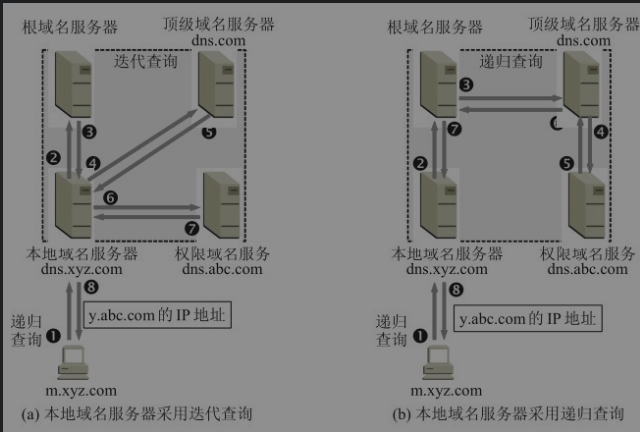 根域名服务器
顶级域名服务器
dns.com
迭代查询
❸
❷
❹
❺
❻
❼
本地域名服务器
dns.xyz.com
权限域名服务
dns.abc.com
❽
y.abc.com 的 IP 地址
递归
查询
❶
m.xyz.com
(a) 本地域名服务器采用迭代查询
根域名服务器
顶级域名服务器
dns.com
递归查询
❸
❼
❹
❷
❺
本地域名服务器
dns.xyz.com
权限域名服务
dns.abc.com
❽
y.abc.com 的 IP 地址
递归
查询
❶
m.xyz.com
(b) 本地域名服务器采用递归查询